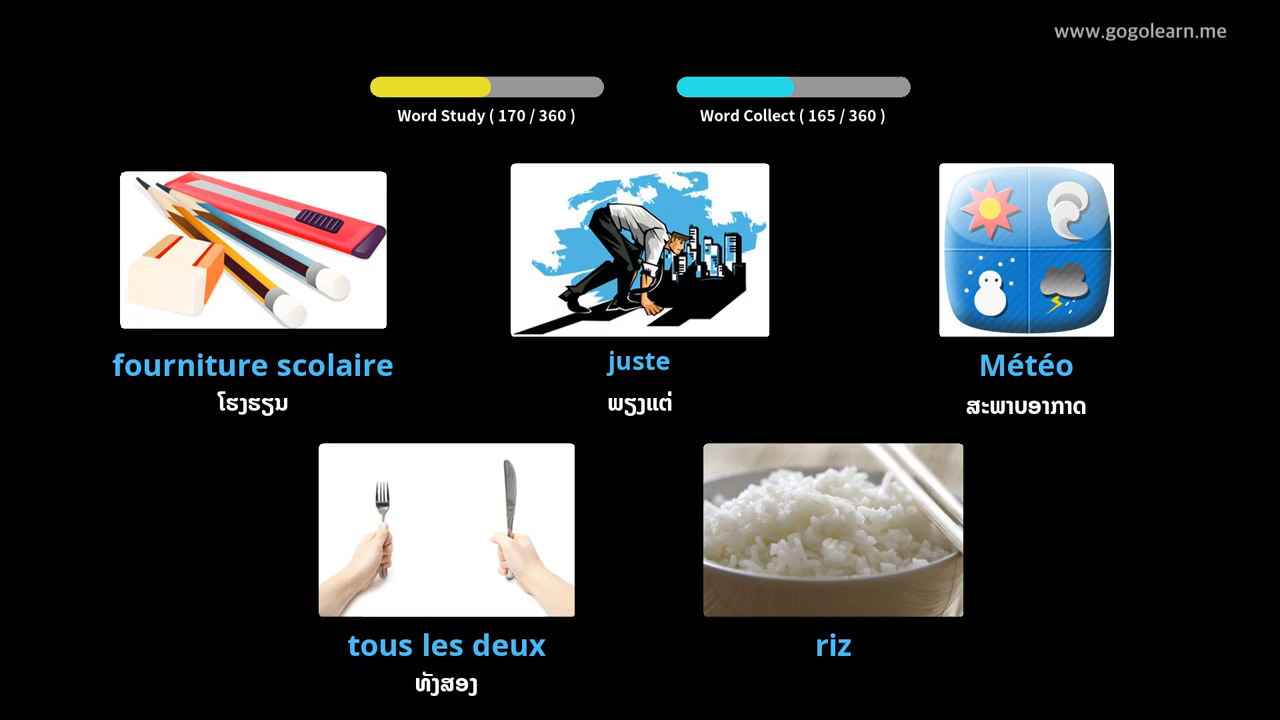 www.gogolearn.me
Word Study ( 170 / 360 )
Word Collect ( 165 / 360 )
fourniture scolaire
ໂຮງຮຽນ
juste
ພຽງແຕ່
Météo
ສະພາບອາກາດ
tous les deux
ທັງສອງ
riz